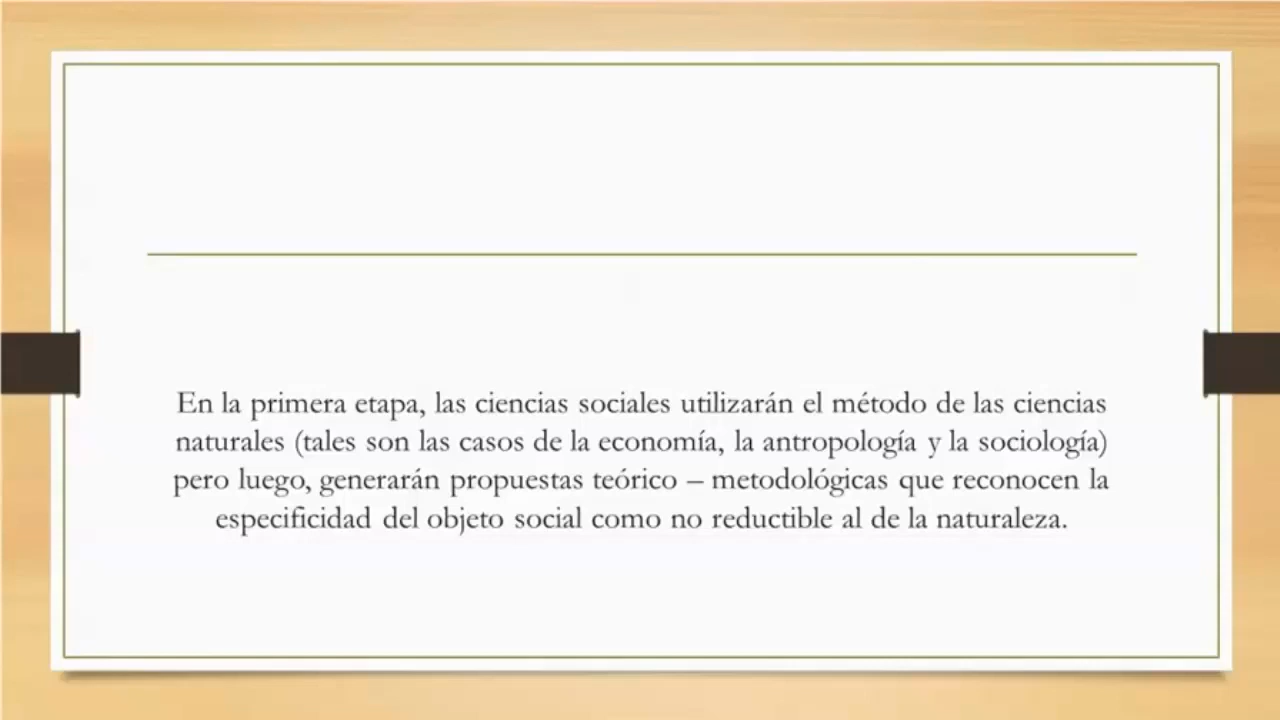 En la primera etapa, las ciencias sociales utilizarán el método de las ciencias
naturales (tales son las casos de la economía, la antropología y la sociología)
pero luego, generarán propuestas teórico – metodológicas que reconocen la
especificidad del objeto social como no reductible al de la naturaleza.